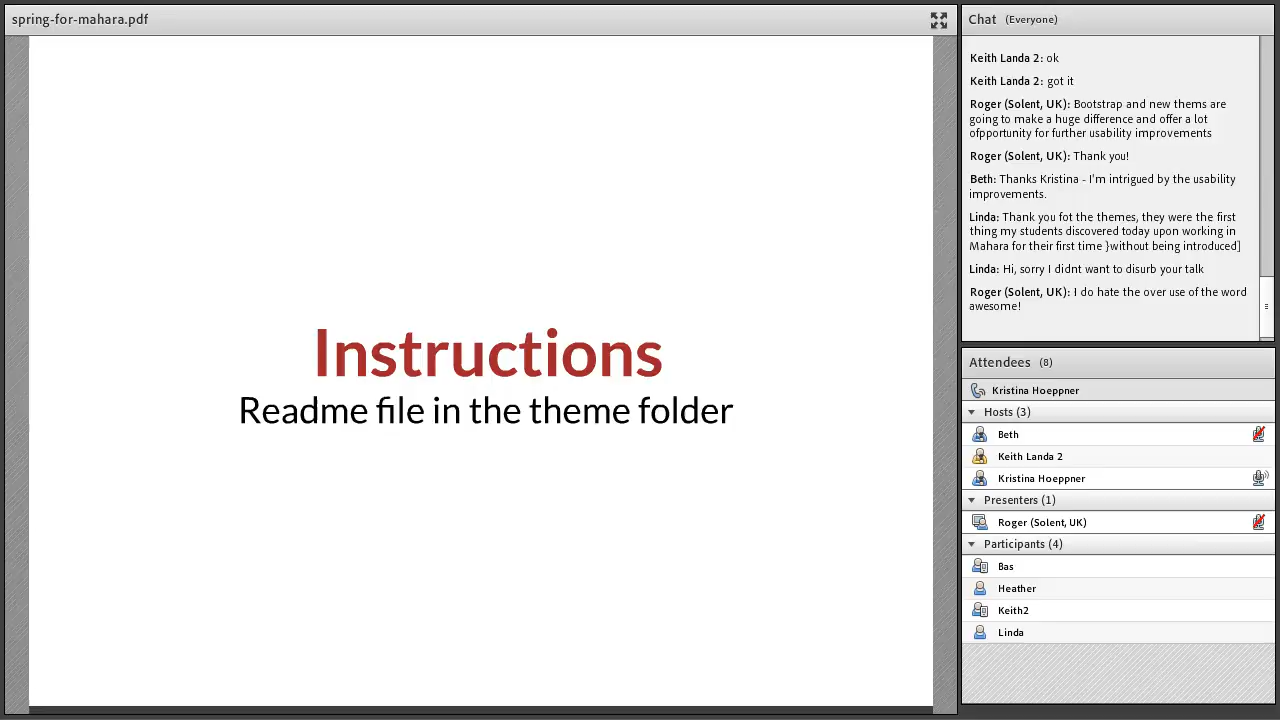 spring-for-mahara.pdf
Instructions
Readme file in the theme folder
Chat (Everyone)
Keith Landa 2: ok
Keith Landa 2: got it
Roger (Solent, UK): Bootstrap and new thems are
going to make a huge difference and offer a lot
ofpportunity for further usability improvements
Roger (Solent, UK): Thank you!
Beth: Thanks Kristina - I'm intrigued by the usability
improvements.
Linda: Thank you fot the themes, they were the first
thing my students discovered today upon working in
Mahara for their first time }without being introduced]
Linda: Hi, sorry I didnt want to disurb your talk
Roger (Solent, UK): I do hate the over use of the word
awesome!
Attendees (8)
Kristina Hoeppner
Hosts (3)
Beth
Keith Landa 2
Kristina Hoeppner
Presenters (1)
Roger (Solent, UK)
Participants (4)
Bas
Heather
Keith2
Linda